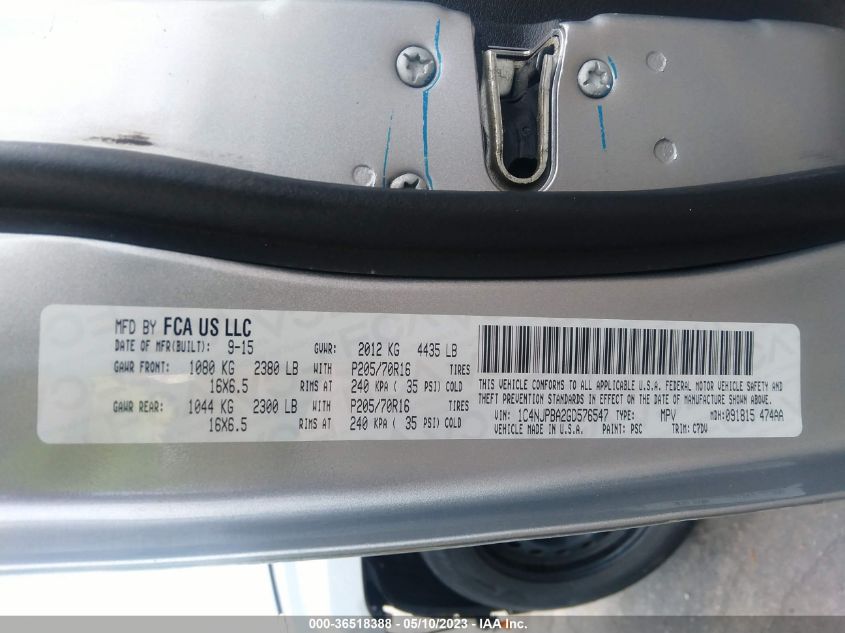 MFD BY FCA US LLC
DATE OF MFR(BUILT): 9-15 GVWR: 2012 KG 4435 LB
GAWR FRONT: 1080 KG 2380 LB WITH P205/70R16 TIRES
16X6.5 RIMS AT 240 KPA ( 35 PSI) COLD
GAWR REAR: 1044 KG 2300 LB WITH P205/70R16 TIRES
16X6.5 RIMS AT 240 KPA ( 35 PSI) COLD
THIS VEHICLE CONFORMS TO ALL APPLICABLE U.S.A. FEDERAL MOTOR VEHICLE SAFETY AND
THEFT PREVENTION STANDARDS IN EFFECT ON THE DATE OF MANUFACTURE SHOWN ABOVE.
VIN: 1C4NJPBA2GD576547 TYPE: MPV MDH:091815 474AA
VEHICLE MADE IN U.S.A. PAINT: PSC TRIM: C7DV
000-36518388 - 05/10/2023 - IAA Inc.